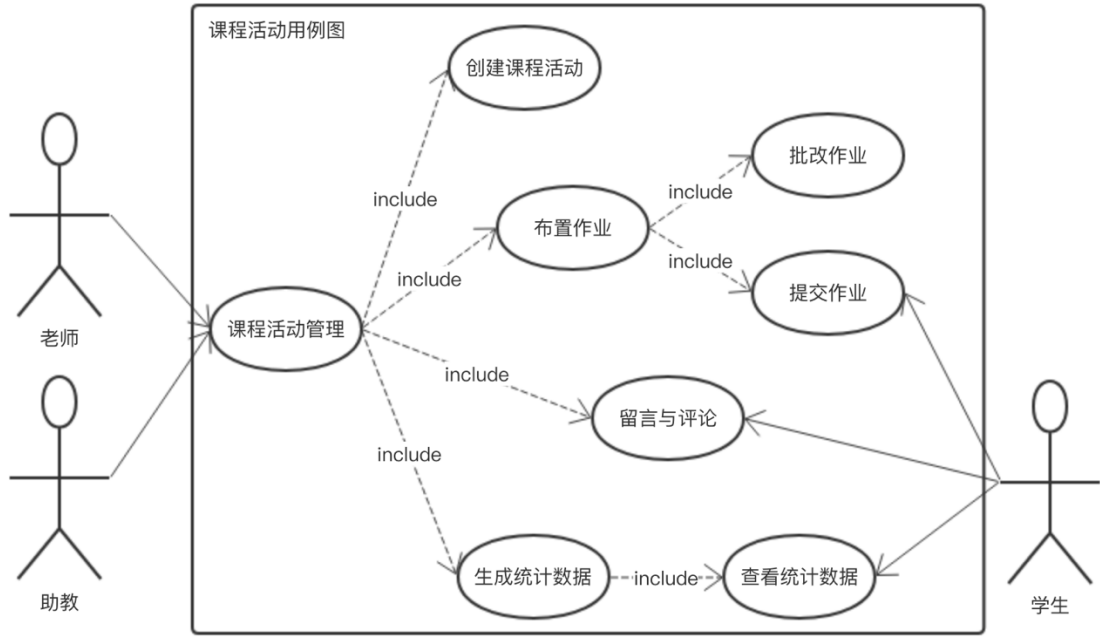 课程活动用例图
创建课程活动
批改作业
include
include
布置作业
include
include
提交作业
老师
课程活动管理
include
留言与评论
include
生成统计数据
include
查看统计数据
助教
学生